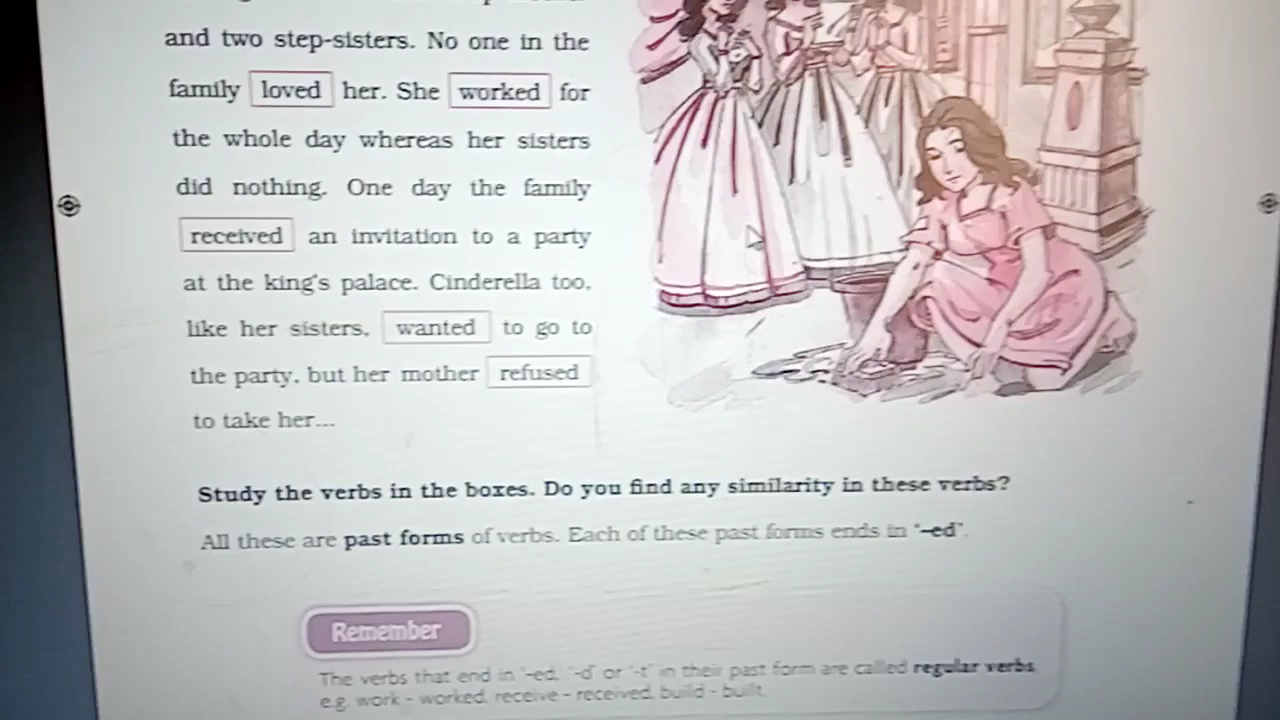 and two step-sisters. No one in the
family loved her. She worked for
the whole day whereas her sisters
did nothing. One day the family
received an invitation to a party
at the king's palace. Cinderella too,
like her sisters, wanted to go to
the party, but her mother refused
to take her...
Study the verbs in the boxes. Do you find any similarity in these verbs?
All these are past forms of verbs. Each of these past forms ends in '–ed'.
Remember
The verbs that end in '-ed', '-d' or '-t' in their past form are called regular verbs.
e.g. work - worked, receive - received, build - built